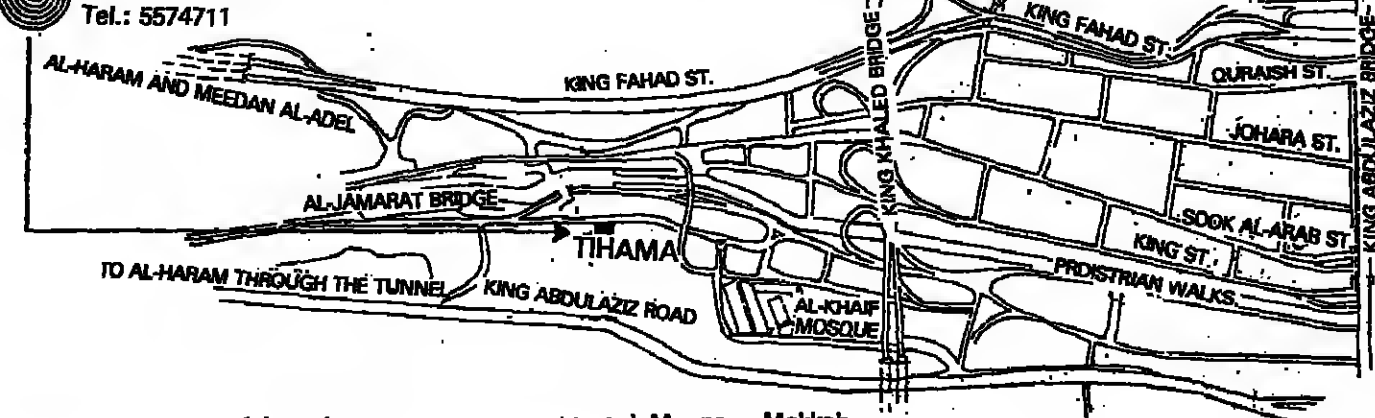 Tel.: 5574711
KING FAHAD ST.
AL-HARAM AND MEEDAN AL-ADEL
KING FAHAD ST.
KING KHALED BRIDGE
QURAISH ST.
KING ABDULAZIZ BRIDGE
JOHARA ST.
AL-JAMARAT BRIDGE
SOOK AL-ARAB ST.
TIHAMA
KING ST.
TO AL-HARAM THROUGH THE TUNNEL
KING ABDULAZIZ ROAD
PRDISTRIAN WALKS.
AL-KHAIF
MOSQUE
Makkah